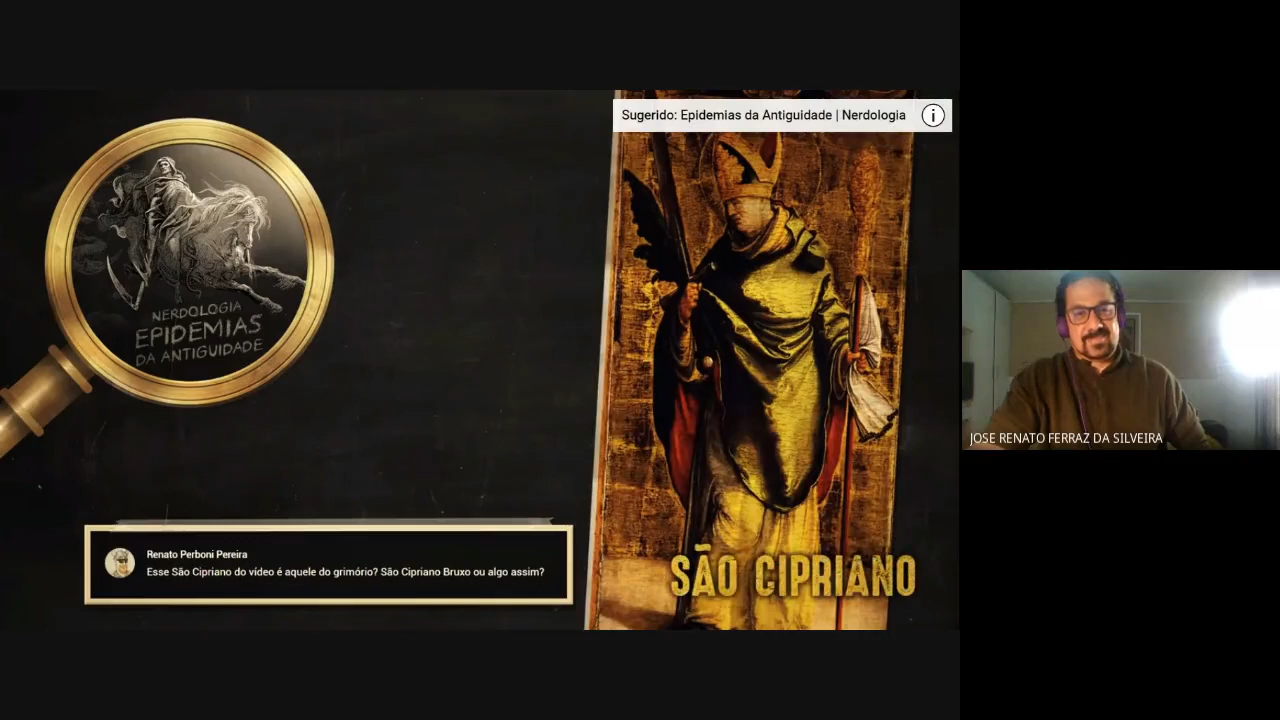 Sugerido: Epidemias da Antiguidade | Nerdologia
NERDOLOGIA
EPIDEMIAS
DA ANTIGUIDADE
Renato Perboni Pereira
Esse São Cipriano do vídeo é aquele do grimório? São Cipriano Bruxo ou algo assim?
SÃO CIPRIANO
JOSE RENATO FERRAZ DA SILVEIRA